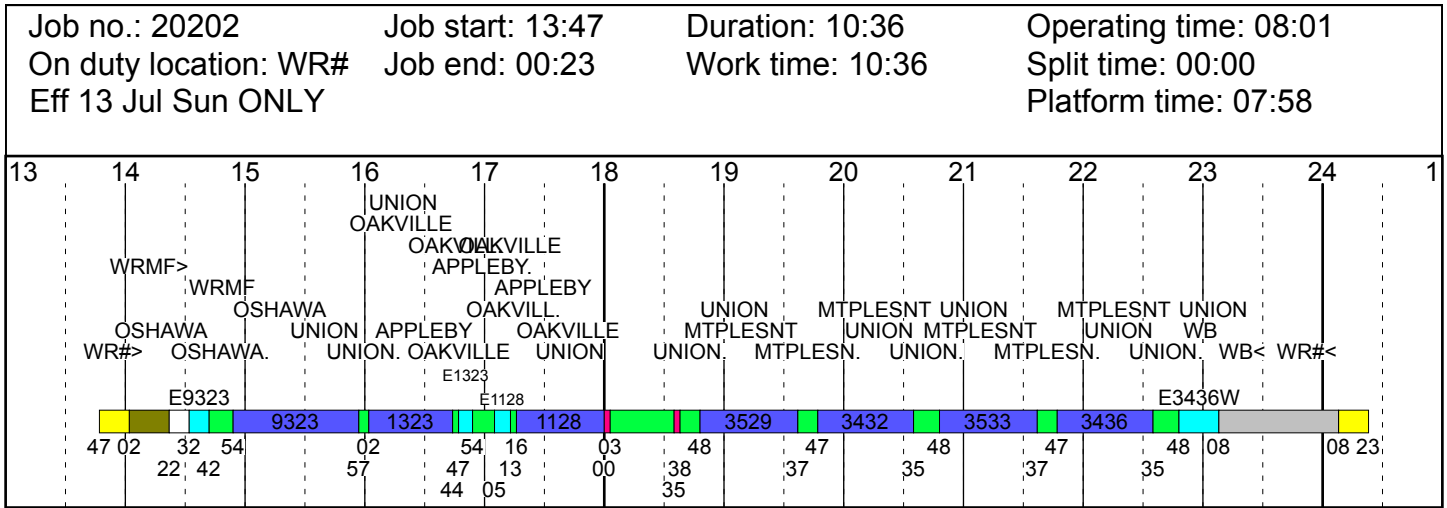 Job no.: 20202 Job start: 13:47 Duration: 10:36 Operating time: 08:01
On duty location: WR# Job end: 00:23 Work time: 10:36 Split time: 00:00
Eff 13 Jul Sun ONLY Platform time: 07:58
13 14 15 16 17 18 19 20 21 22 23 24 1
UNION
OAKVILLE
OAKVILL. OAKVILLE
WRMF> APPLEBY.
WRMF APPLEBY
OSHAWA OAKVILL. UNION MTPLESNT UNION MTPLESNT UNION
OSHAWA UNION APPLEBY OAKVILLE MTPLESNT UNION MTPLESNT UNION WB
WR#> OSHAWA. UNION. OAKVILLE UNION UNION. MTPLESN. UNION. MTPLESN. UNION. WB< WR#<
E1323
E9323 E1128 E3436W
9323 1323 1128 3529 3432 3533 3436
47 02 32 54 02 54 16 03 48 47 48 47 48 08 08 23
22 42 57 47 13 00 38 37 35 37 35
44 05 35